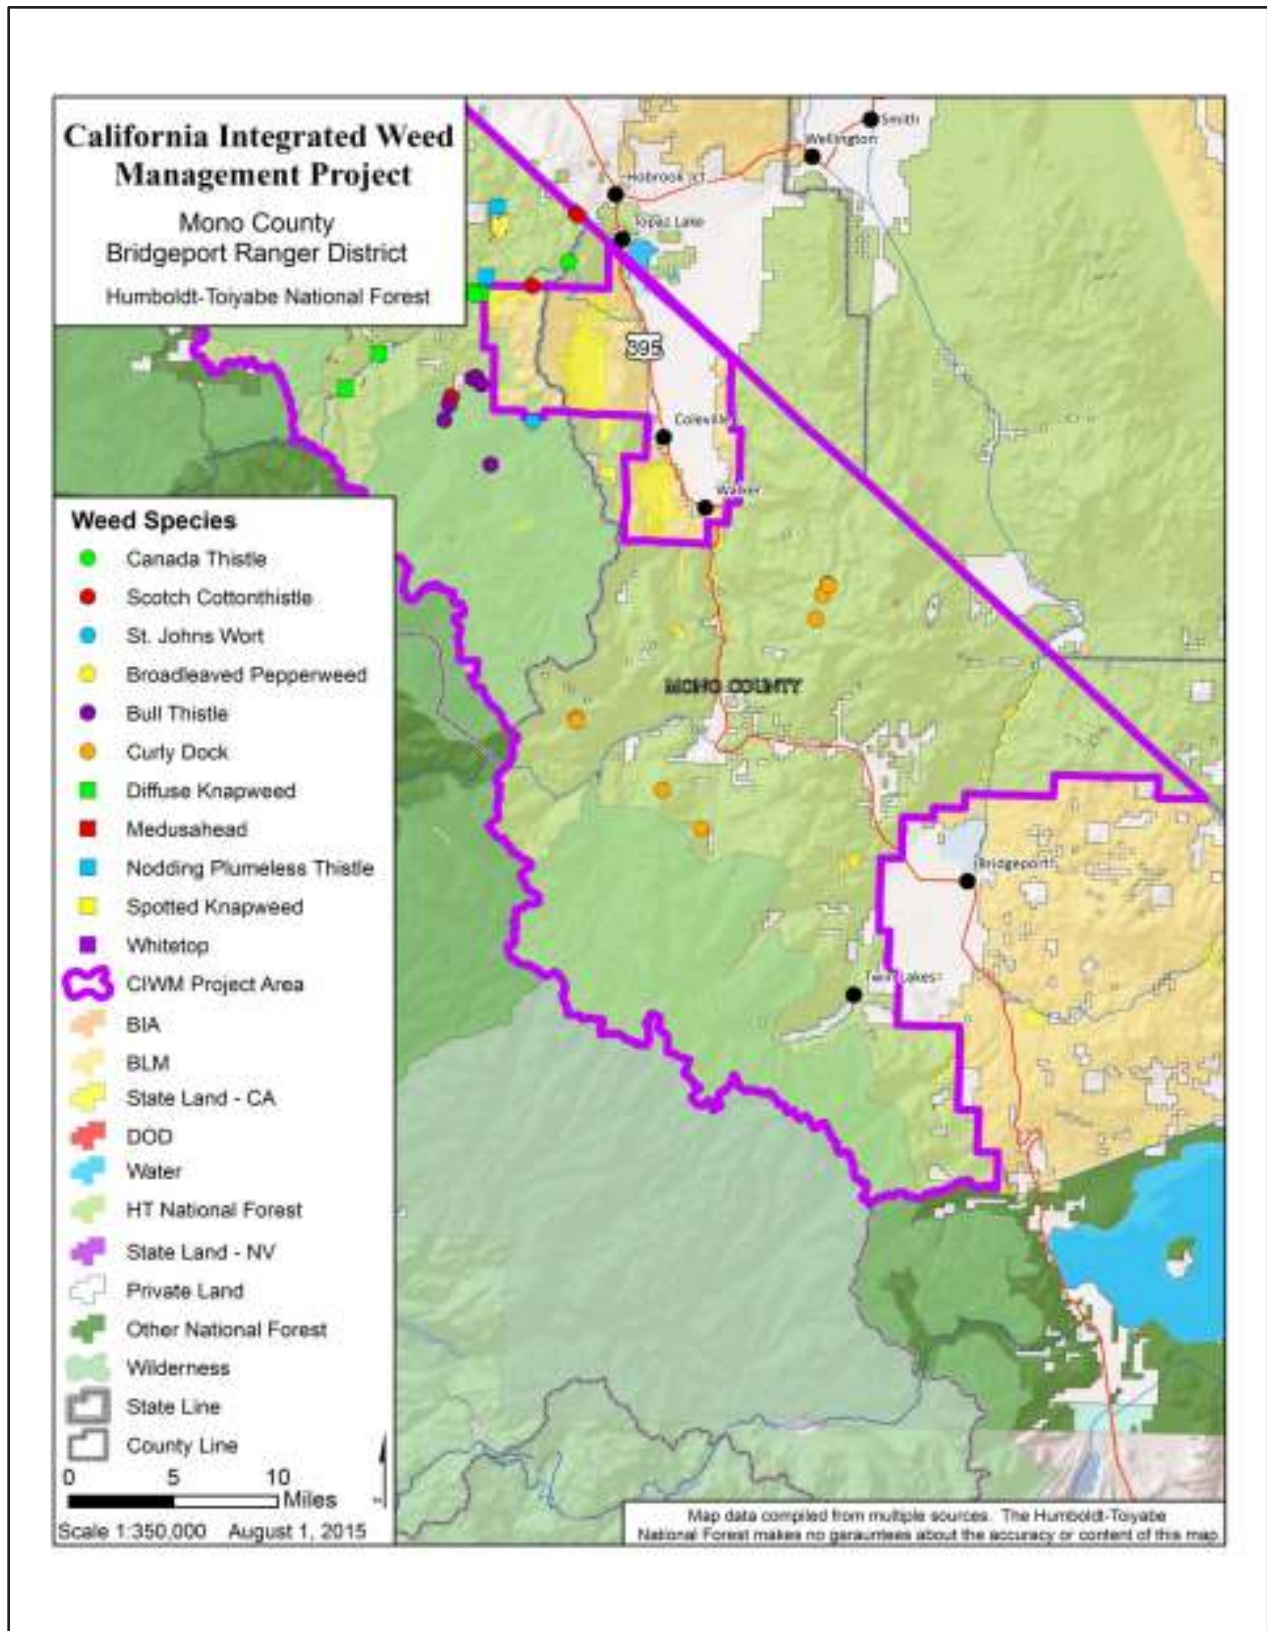 California Integrated Weed
Management Project
Mono County
Bridgeport Ranger District
Humboldt-Toiyabe National Forest
Smith
Wellington
Topaz Lake
395
Coleville
Walker
MONO COUNTY
Bridgeport
Twin Lakes
Weed Species
Canada Thistle
Scotch Cottonthistle
St. Johns Wort
Broadleaved Pepperweed
Bull Thistle
Curly Dock
Diffuse Knapweed
Medusahead
Nodding Plumeless Thistle
Spotted Knapweed
Whitetop
CIWM Project Area
BIA
BLM
State Land - CA
DOD
Water
HT National Forest
State Land - NV
Private Land
Other National Forest
Wilderness
State Line
County Line
0 5 10
Miles
Scale 1:350,000 August 1, 2015
Map data compiled from multiple sources. The Humboldt-Toiyabe
National Forest makes no garauntees about the accuracy or content of this map.